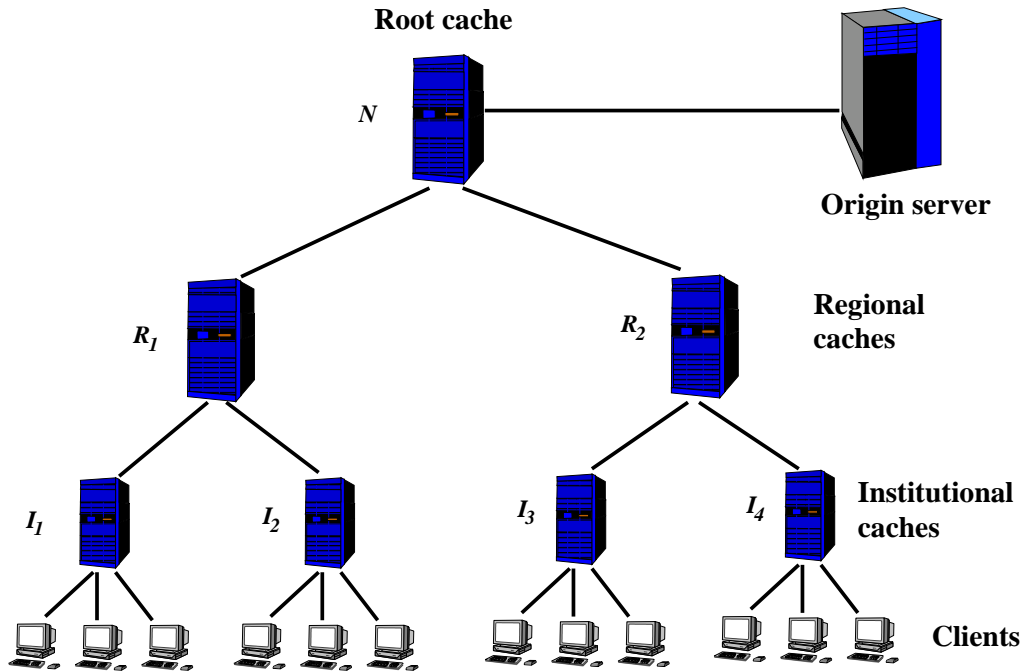 Root cache
N
Origin server
R1
R2
Regional
caches
I1
I2
I3
I4
Institutional
caches
Clients